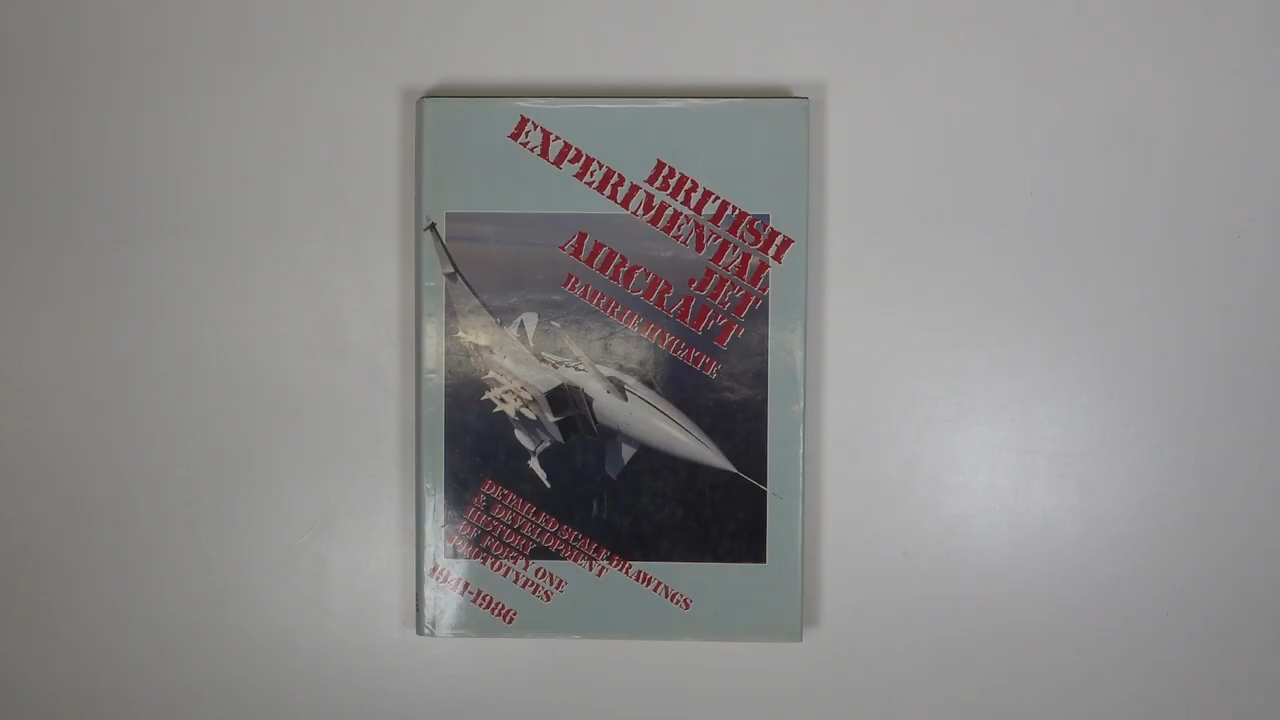 BRITISH
EXPERIMENTAL
JET
AIRCRAFT
BARRIE HYGATE
DETAILED SCALE DRAWINGS
& DEVELOPMENT
HISTORY
OF FORTY ONE
PROTOTYPES
1941-1986